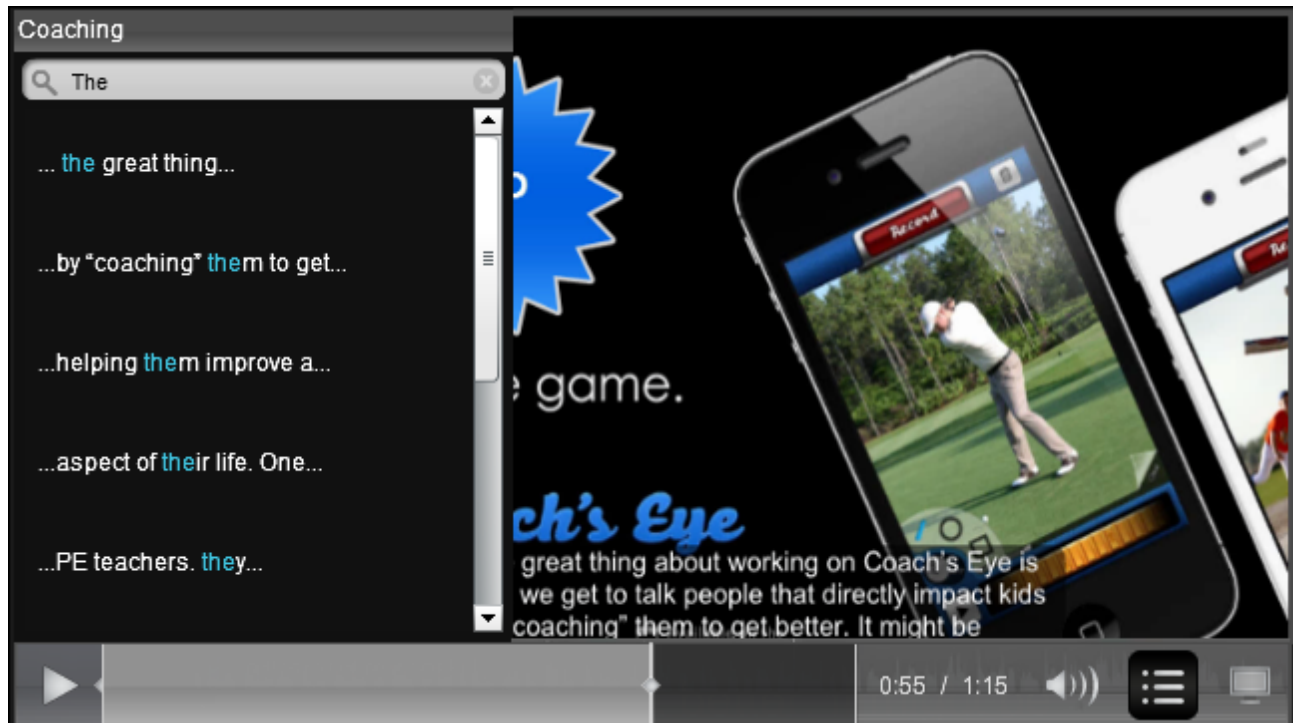 Coaching
The
... the great thing...
...by “coaching” them to get...
...helping them improve a...
...aspect of their life. One...
...PE teachers. they...
game.
ch's Eye
great thing about working on Coach's Eye is
we get to talk people that directly impact kids
coaching” them to get better. It might be
Record
0:55 / 1:15